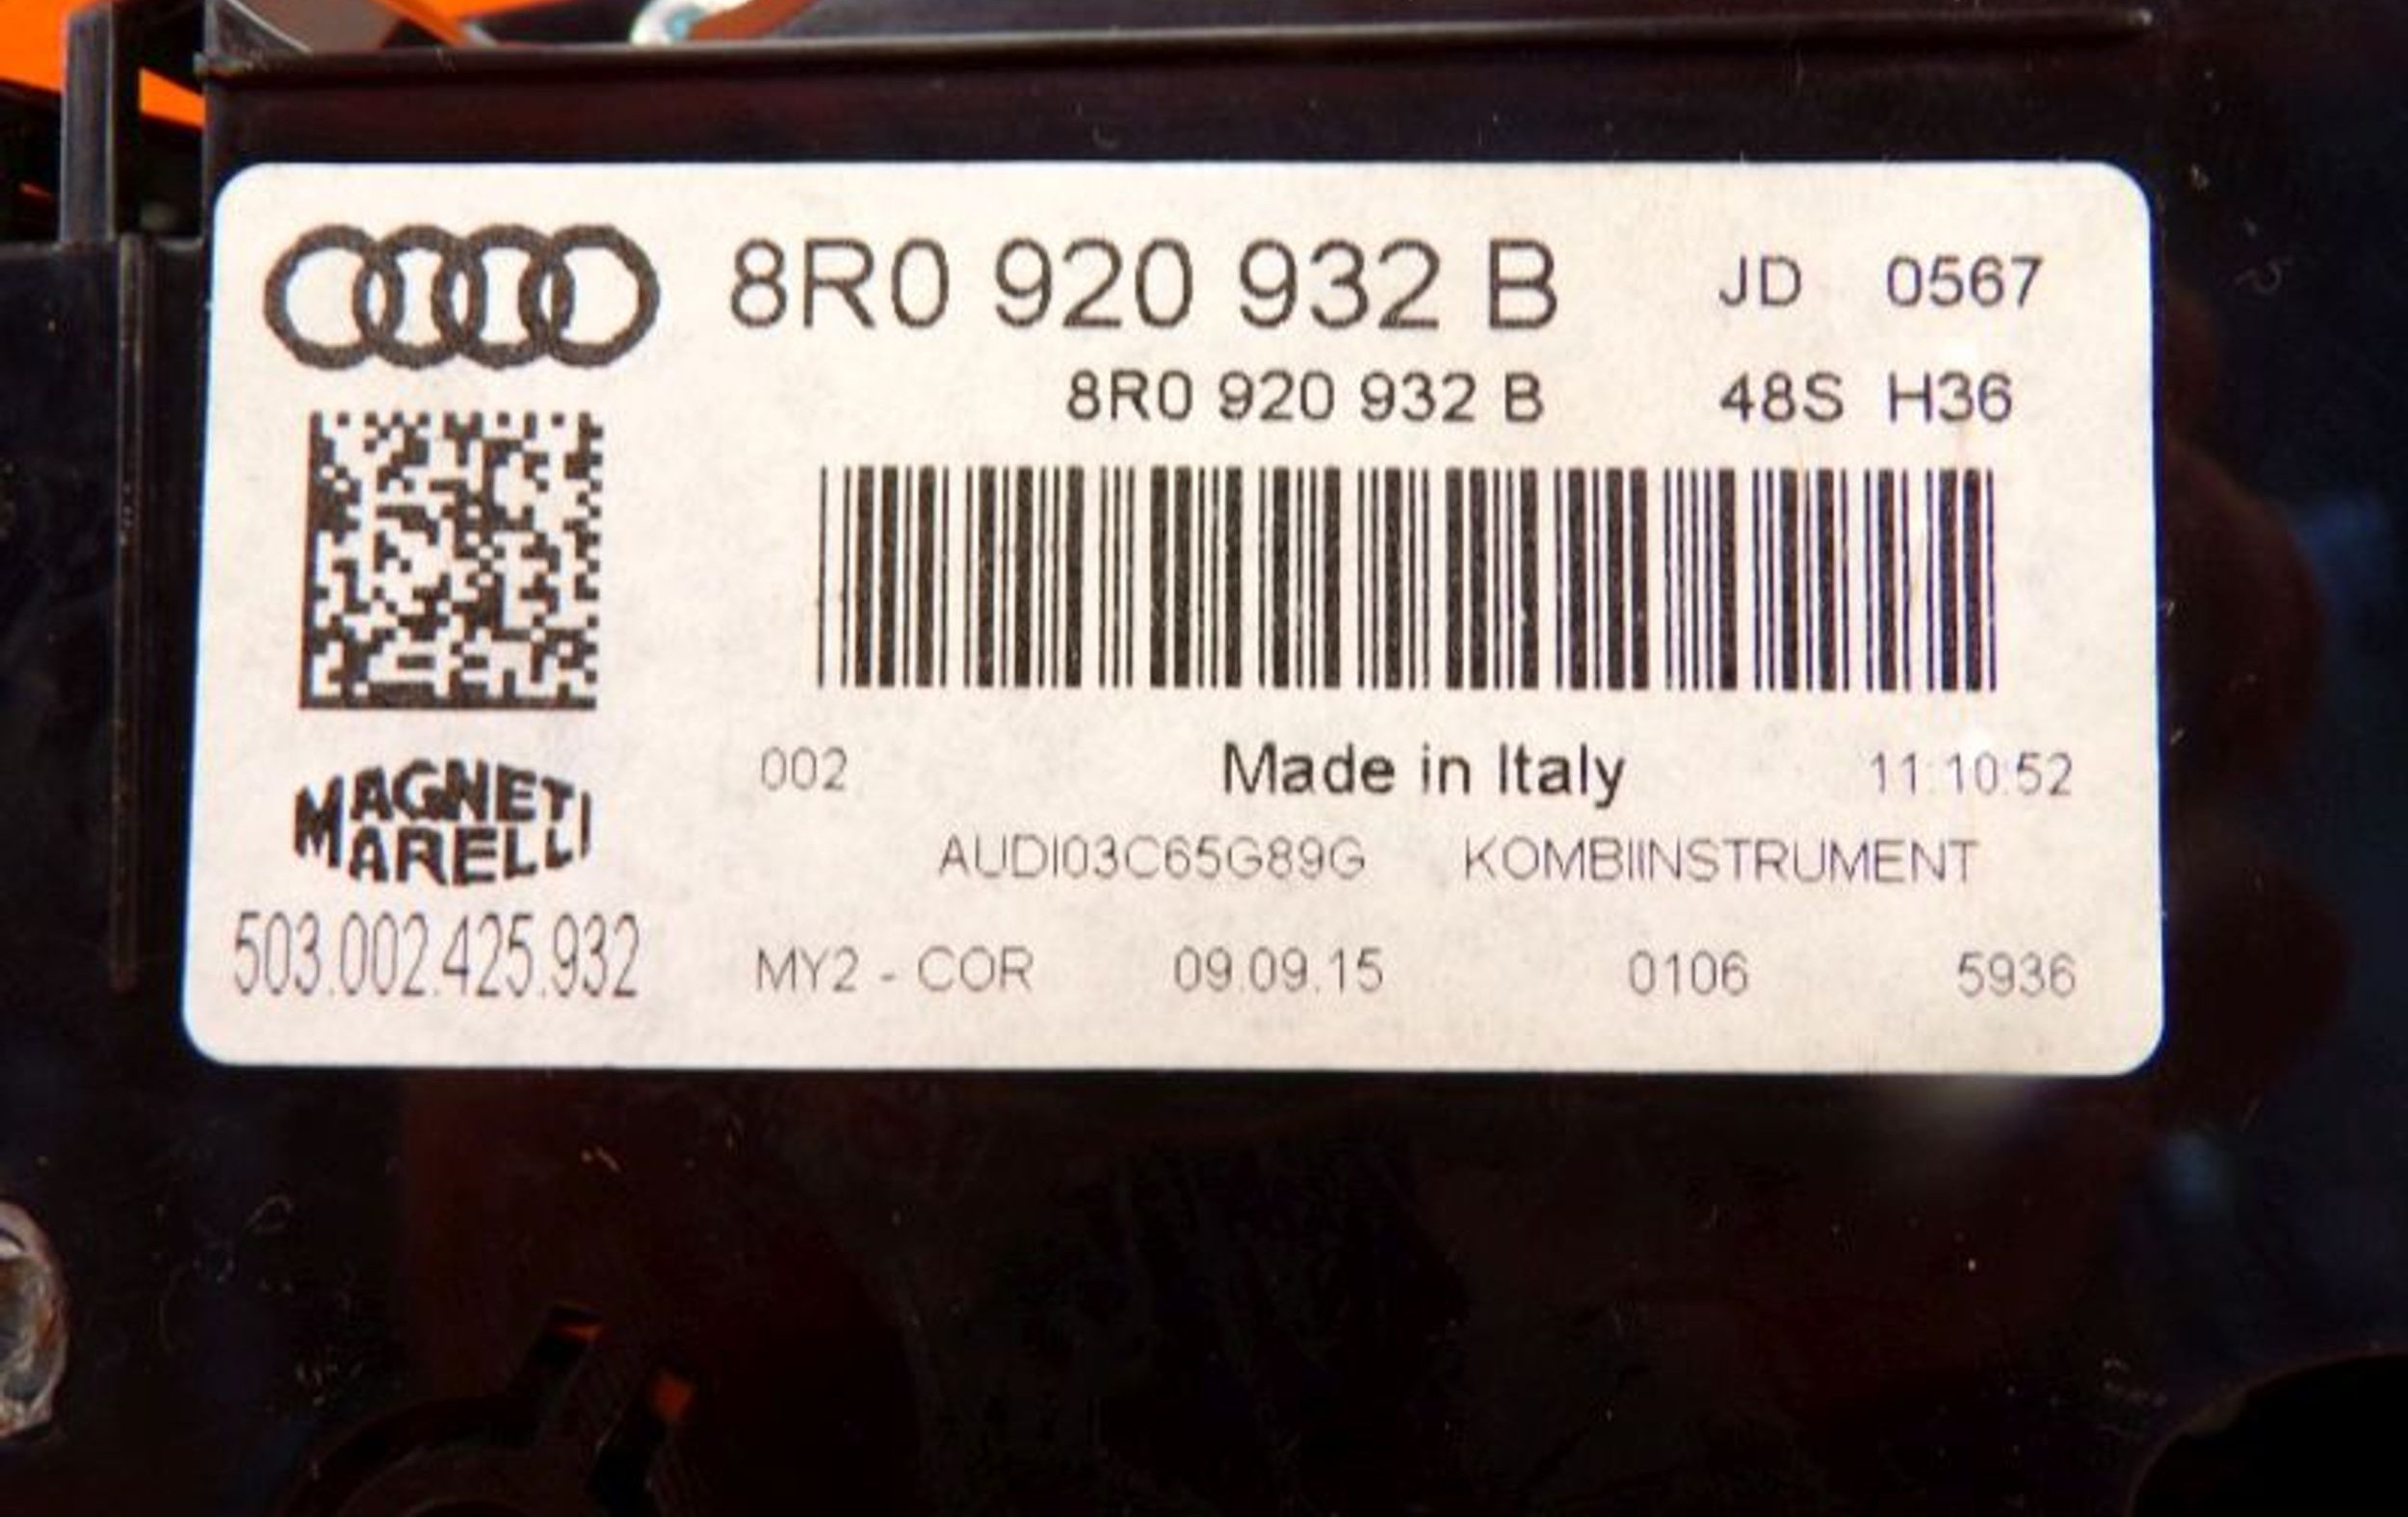 8R0 920 932 B JD 0567
8R0 920 932 B 48S H36
002 Made in Italy 11:10:52
MAGNETI
MARELLI
AUDI03C65G89G KOMBIINSTRUMENT
503.002.425.932 MY2 - COR 09.09.15 0106 5936